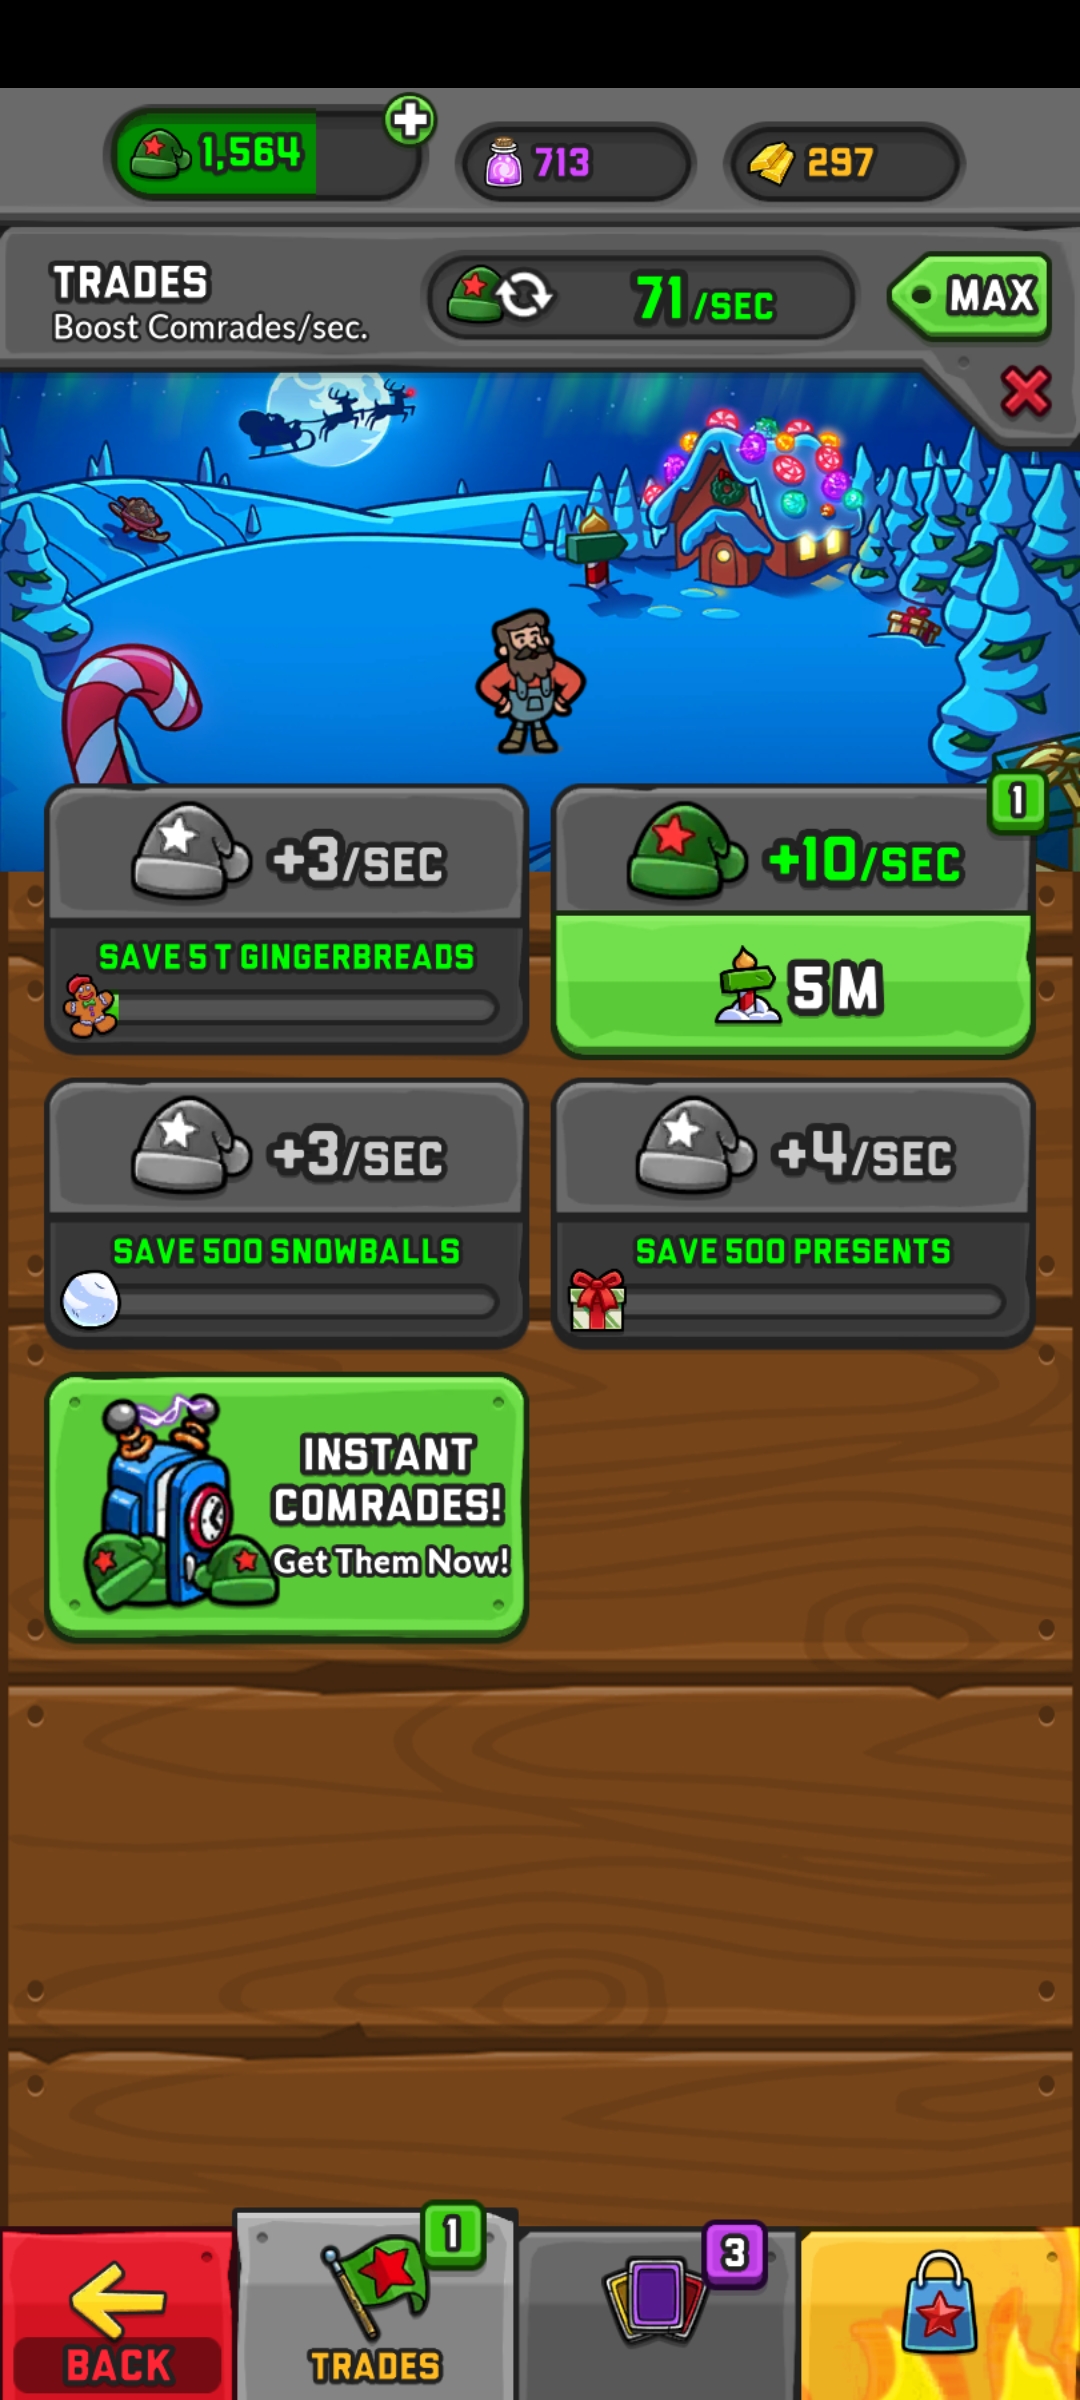 1,564
713
297
TRADES
Boost Comrades/sec.
71/SEC
MAX
1
+3/SEC
+10/SEC
SAVE 5 T GINGERBREADS
5 M
+3/SEC
+4/SEC
SAVE 500 SNOWBALLS
SAVE 500 PRESENTS
INSTANT
COMRADES!
Get Them Now!
1
3
BACK
TRADES